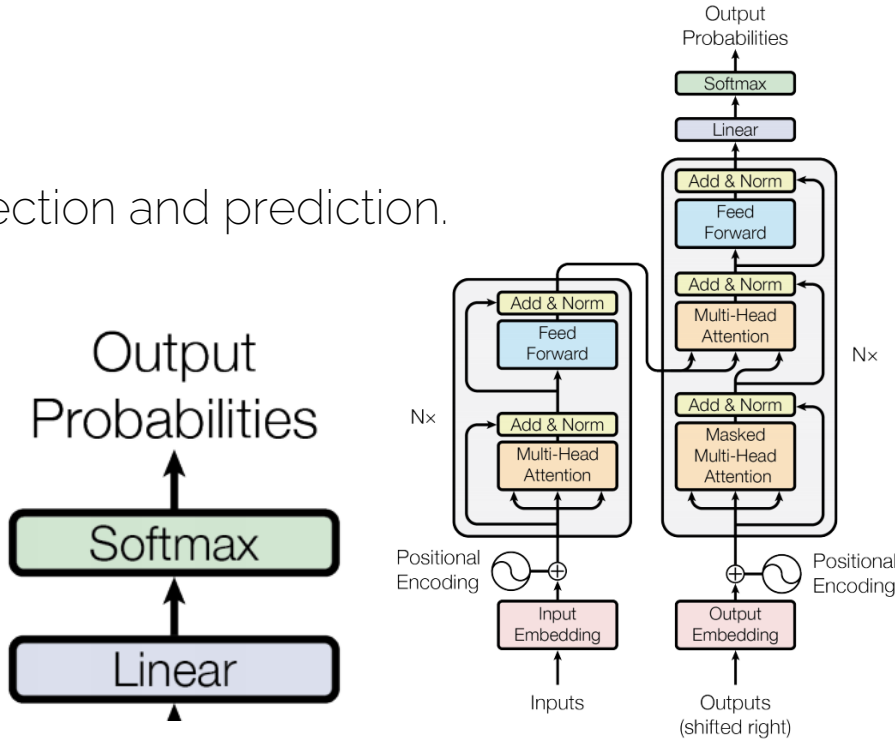 and prediction.
Output
Probabilities
Softmax
Linear
Output
Probabilities
Softmax
Linear
Add & Norm
Feed
Forward
Add & Norm
Multi-Head
Attention
Add & Norm
Masked
Multi-Head
Attention
Nx
Add & Norm
Feed
Forward
Add & Norm
Multi-Head
Attention
Nx
Positional
Encoding
Positional
Encoding
Input
Embedding
Output
Embedding
Inputs
Outputs
(shifted right)